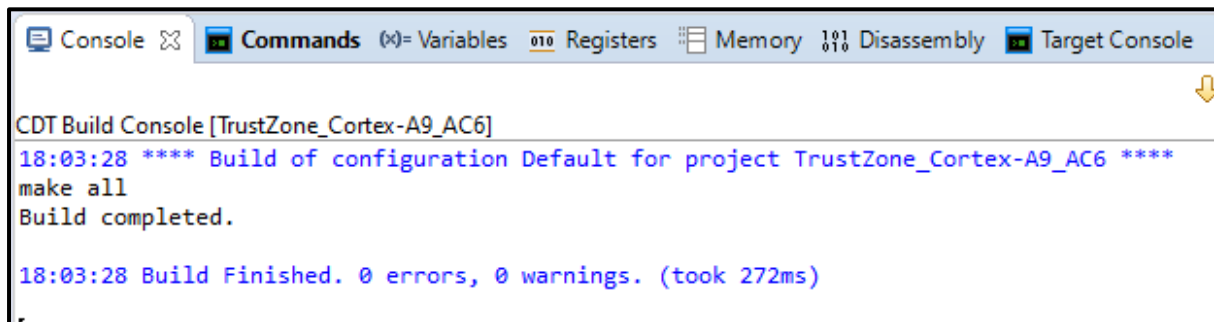 Console Commands (x)= Variables 010 Registers Memory Disassembly Target Console
CDT Build Console [TrustZone_Cortex-A9_AC6]
18:03:28 **** Build of configuration Default for project TrustZone_Cortex-A9_AC6 ****
make all
Build completed.
18:03:28 Build Finished. 0 errors, 0 warnings. (took 272ms)